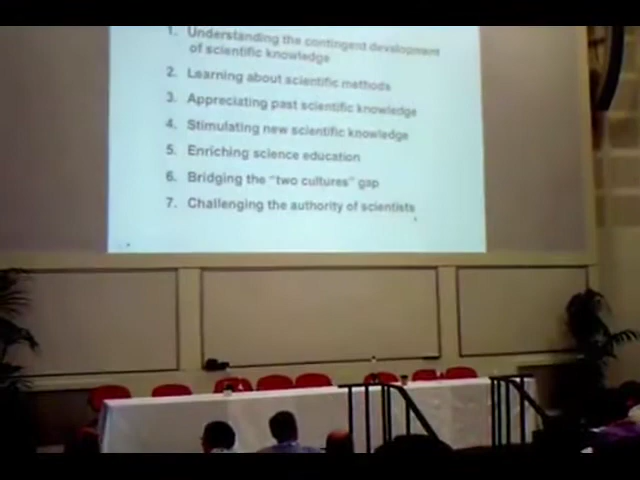 1. Understanding the contingent development
of scientific knowledge
2. Learning about scientific methods
3. Appreciating past scientific knowledge
4. Stimulating new scientific knowledge
5. Enriching science education
6. Bridging the "two cultures" gap
7. Challenging the authority of scientists